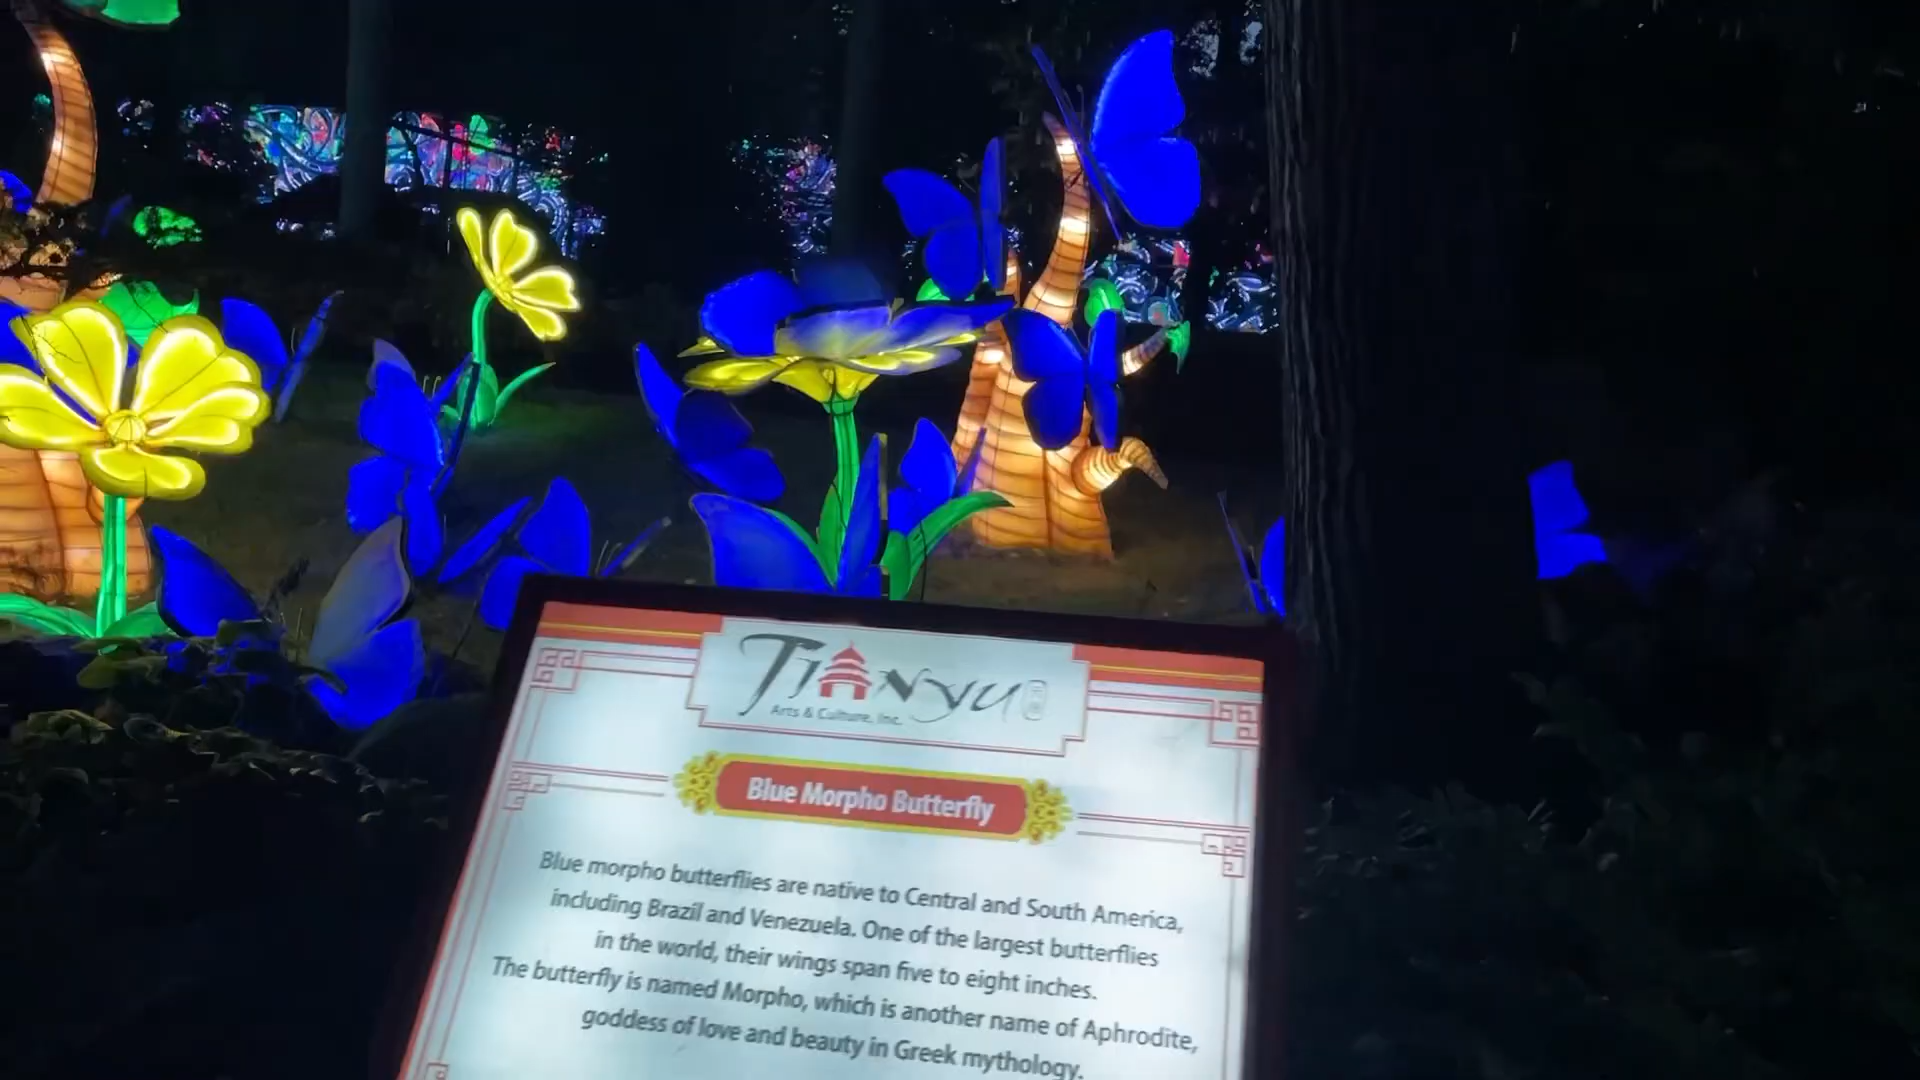 TIANYU
Arts & Culture, Inc.
Blue Morpho Butterfly
Blue morpho butterflies are native to Central and South America,
including Brazil and Venezuela. One of the largest butterflies
in the world, their wings span five to eight inches.
The butterfly is named Morpho, which is another name of Aphrodite,
goddess of love and beauty in Greek mythology.